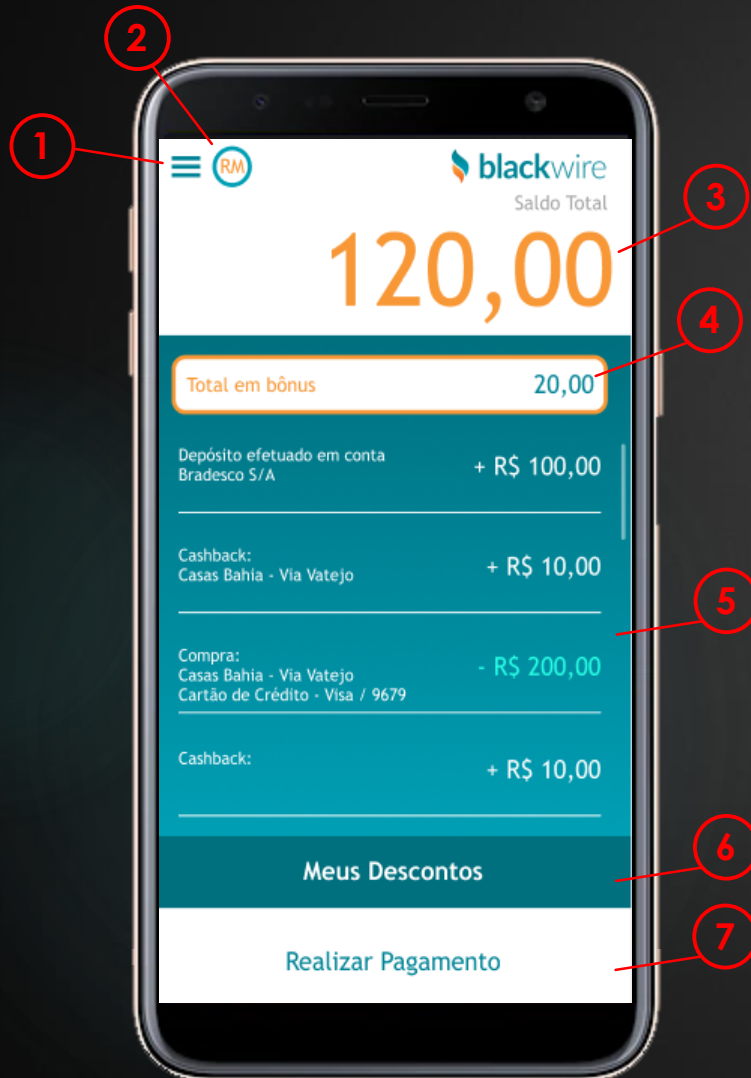 2
1
RM
blackwire
Saldo Total
3
120,00
4
Total em bônus 20,00
Depósito efetuado em conta
Bradesco S/A
+ R$ 100,00
Cashback:
Casas Bahia - Via Vatejo
+ R$ 10,00
5
Compra:
Casas Bahia - Via Vatejo
Cartão de Crédito - Visa / 9679
- R$ 200,00
Cashback:
+ R$ 10,00
6
Meus Descontos
7
Realizar Pagamento